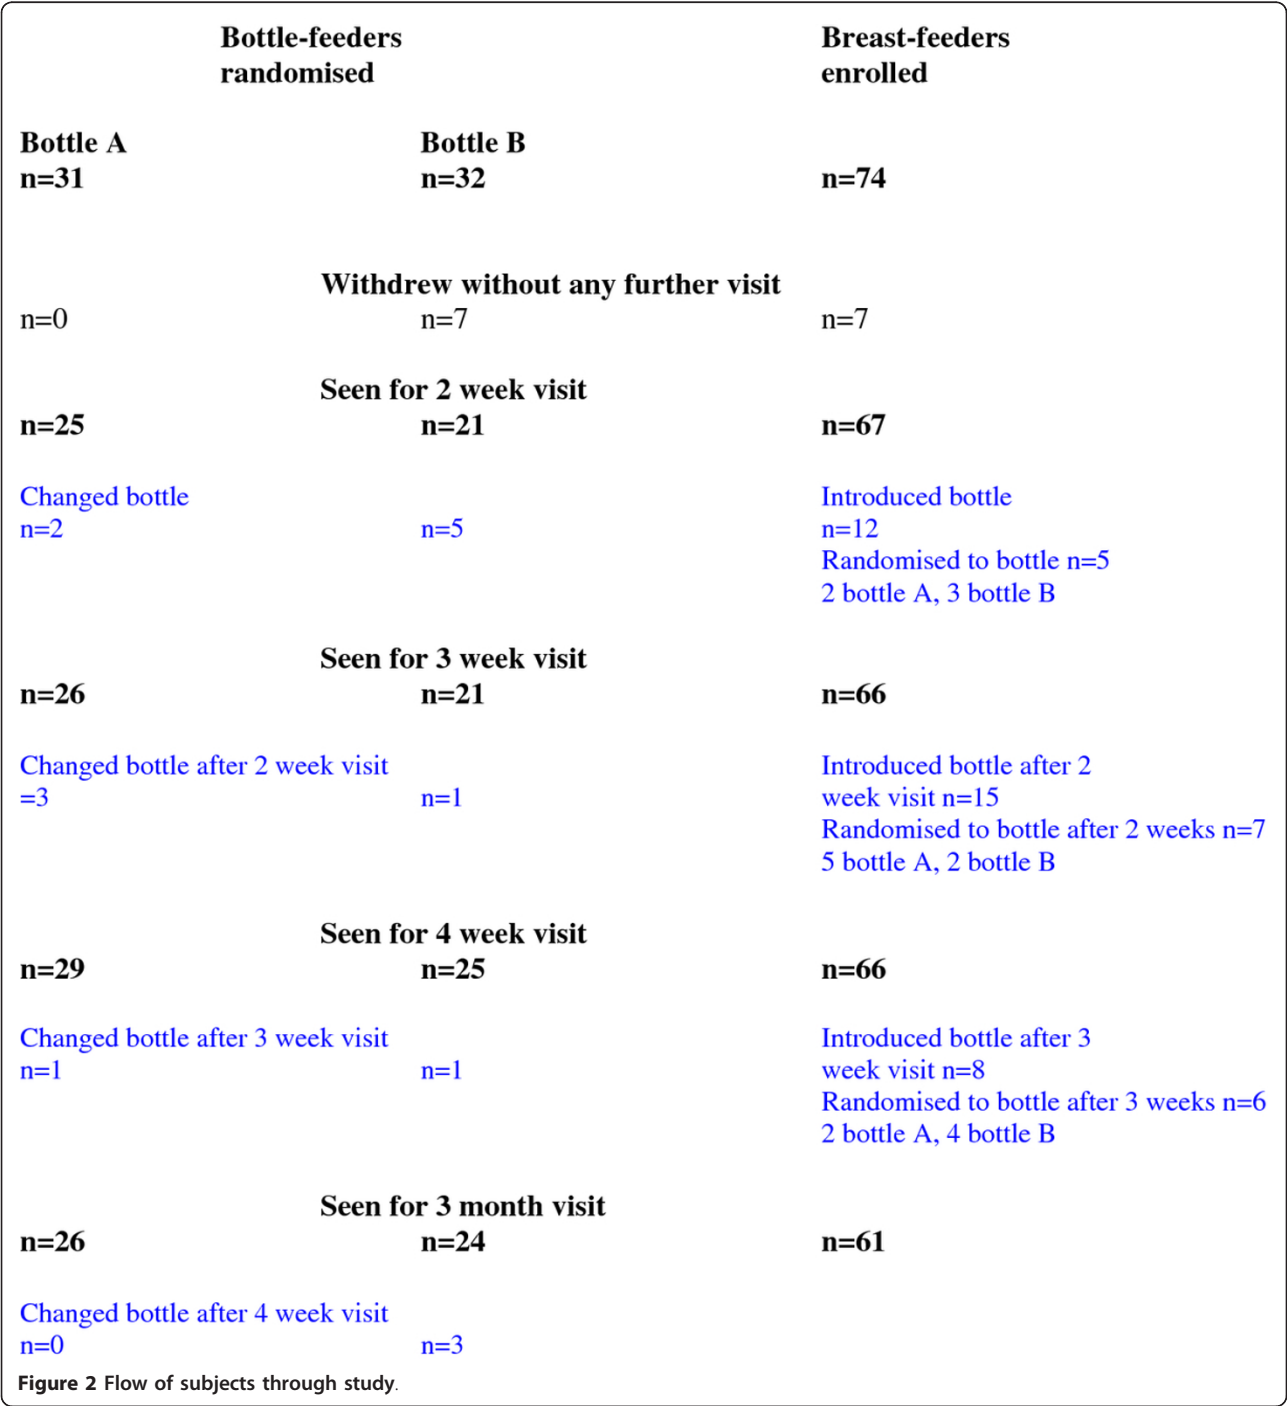 Bottle-feeders Breast-feeders
randomised enrolled
Bottle A Bottle B
n=31 n=32 n=74
Withdrew without any further visit
n=0 n=7 n=7
Seen for 2 week visit
n=25 n=21 n=67
Changed bottle Introduced bottle
n=2 n=5 n=12
Randomised to bottle n=5
2 bottle A, 3 bottle B
Seen for 3 week visit
n=26 n=21 n=66
Changed bottle after 2 week visit Introduced bottle after 2
=3 n=1 week visit n=15
Randomised to bottle after 2 weeks n=7
5 bottle A, 2 bottle B
Seen for 4 week visit
n=29 n=25 n=66
Changed bottle after 3 week visit Introduced bottle after 3
n=1 n=1 week visit n=8
Randomised to bottle after 3 weeks n=6
2 bottle A, 4 bottle B
Seen for 3 month visit
n=26 n=24 n=61
Changed bottle after 4 week visit
n=0 n=3
Figure 2 Flow of subjects through study.